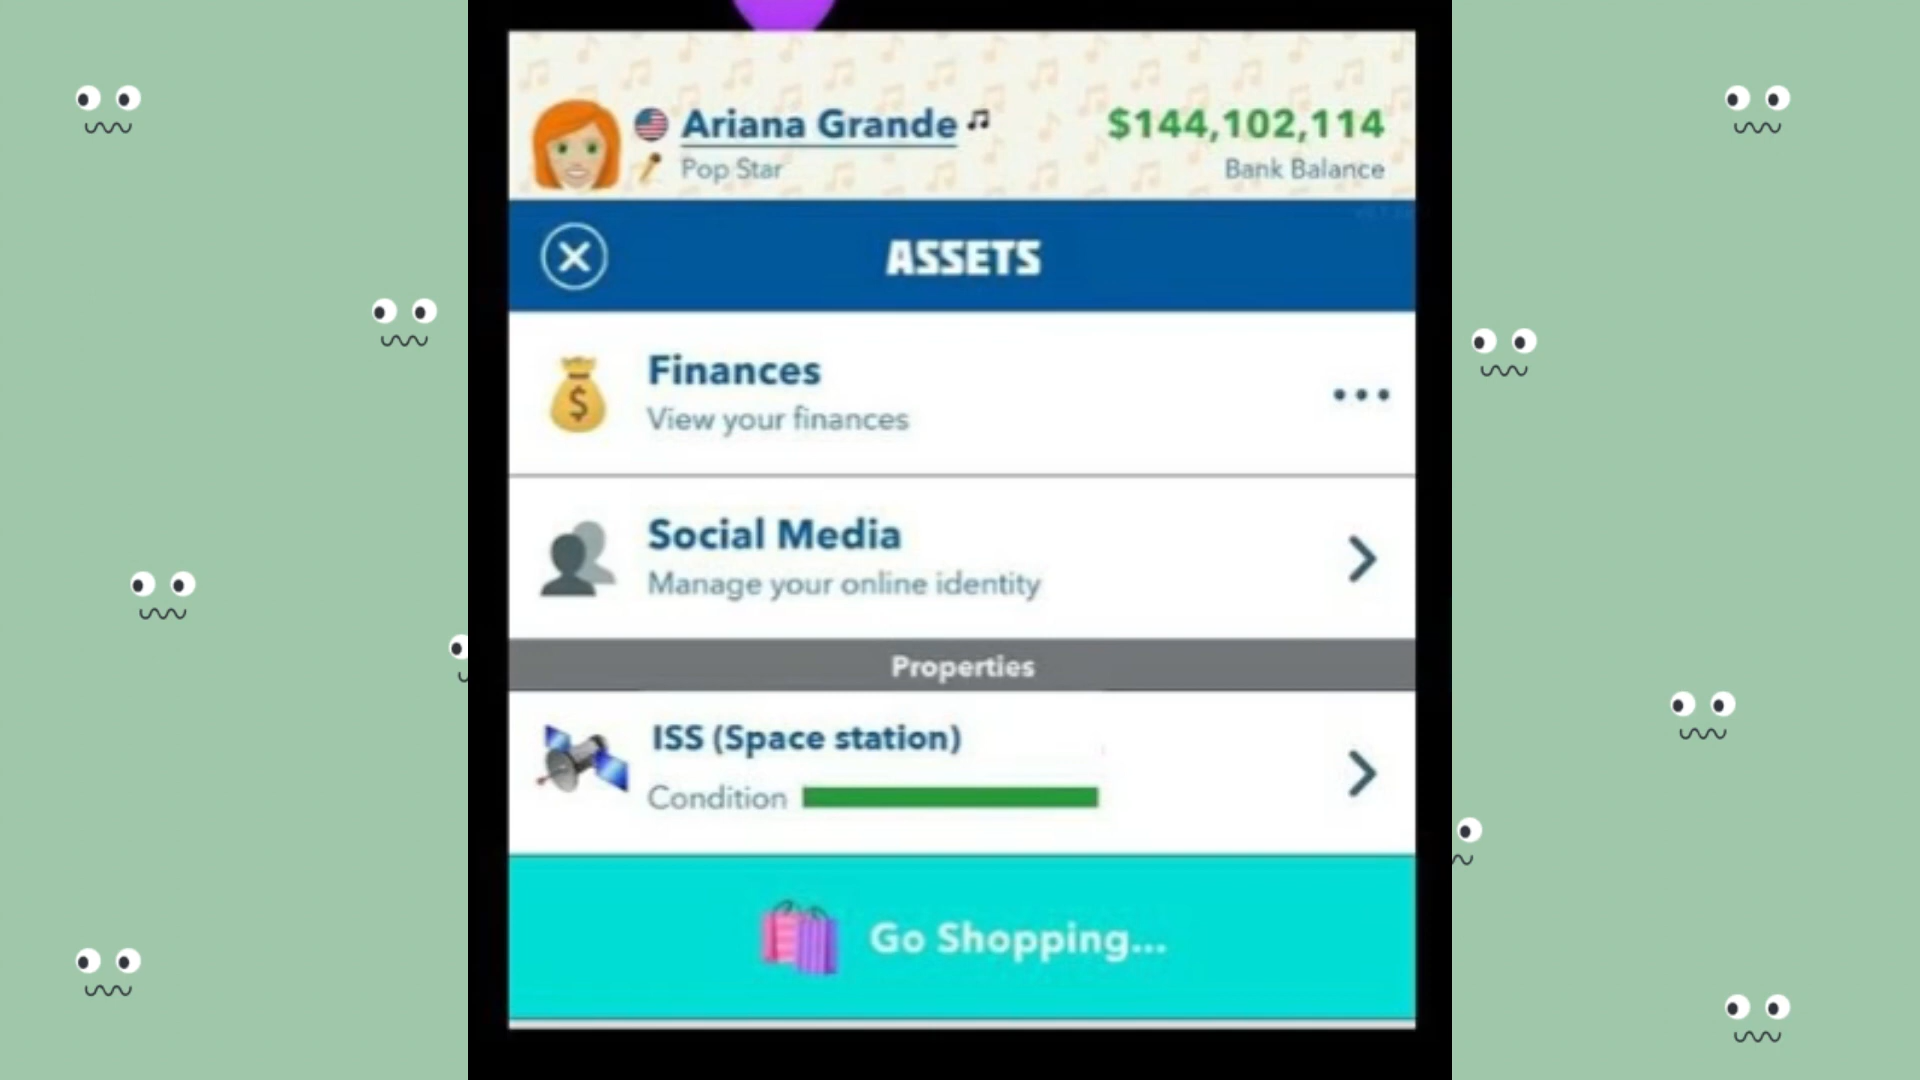 Ariana Grande
$144,102,114
Pop Star
Bank Balance
ASSETS
Finances
View your finances
Social Media
Manage your online identity
Properties
ISS (Space station)
Condition
Go Shopping...